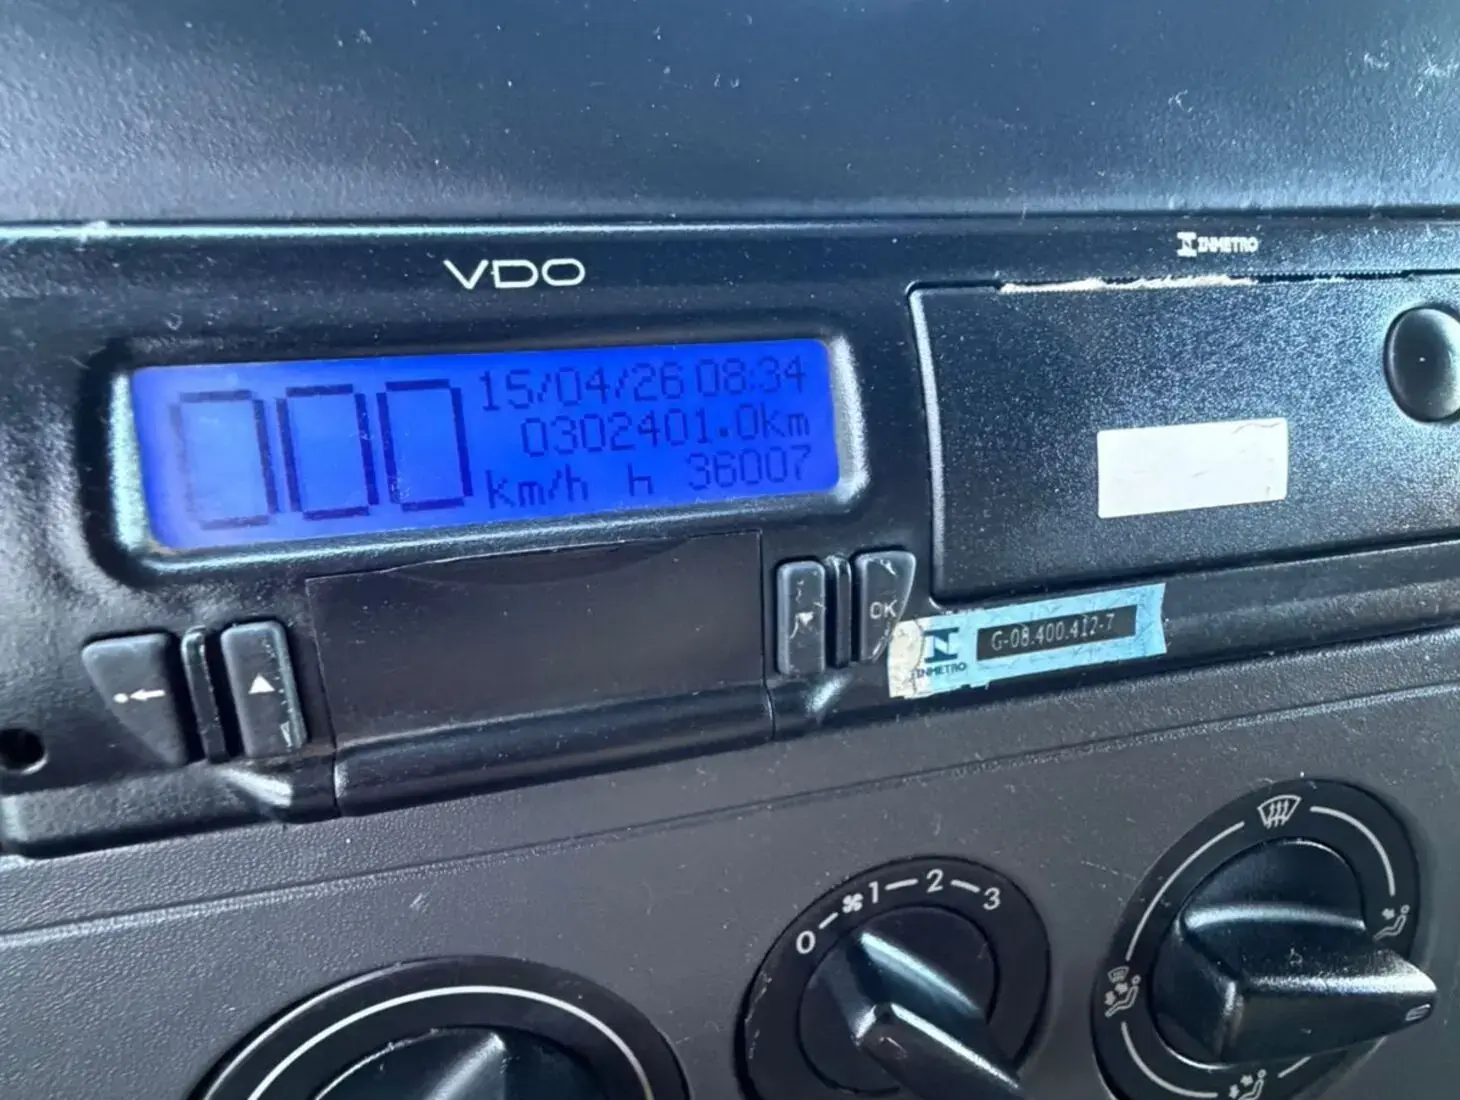 INMETRO
VDO
000 km/h
15/04/26 08:34
0302401.0Km
h 36007
OK
INMETRO
G-08.400.412-7
0 1 2 3